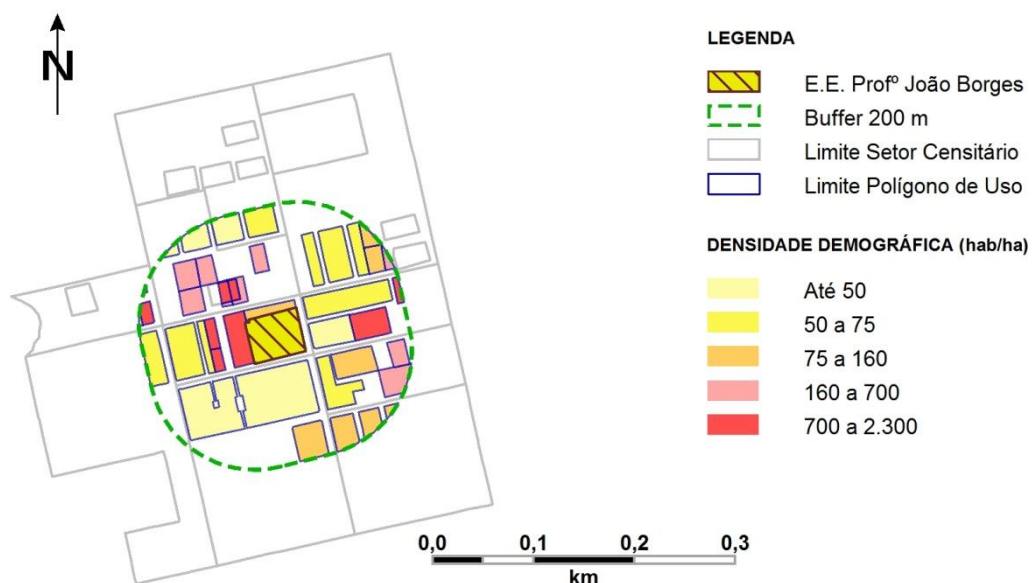 N
LEGENDA
E.E. Profº João Borges
Buffer 200 m
Limite Setor Censitário
Limite Polígono de Uso
DENSIDADE DEMOGRÁFICA (hab/ha)
Até 50
50 a 75
75 a 160
160 a 700
700 a 2.300
0,0 0,1 0,2 0,3
km